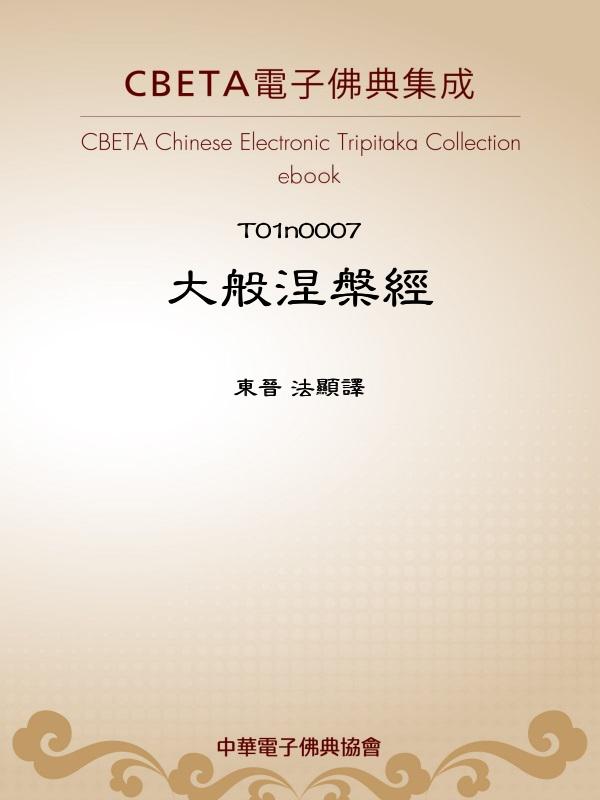 CBETA電子佛典集成
CBETA Chinese Electronic Tripitaka Collection
ebook
T01n0007
大般涅槃經
東晉 法顯譯
中華電子佛典協會